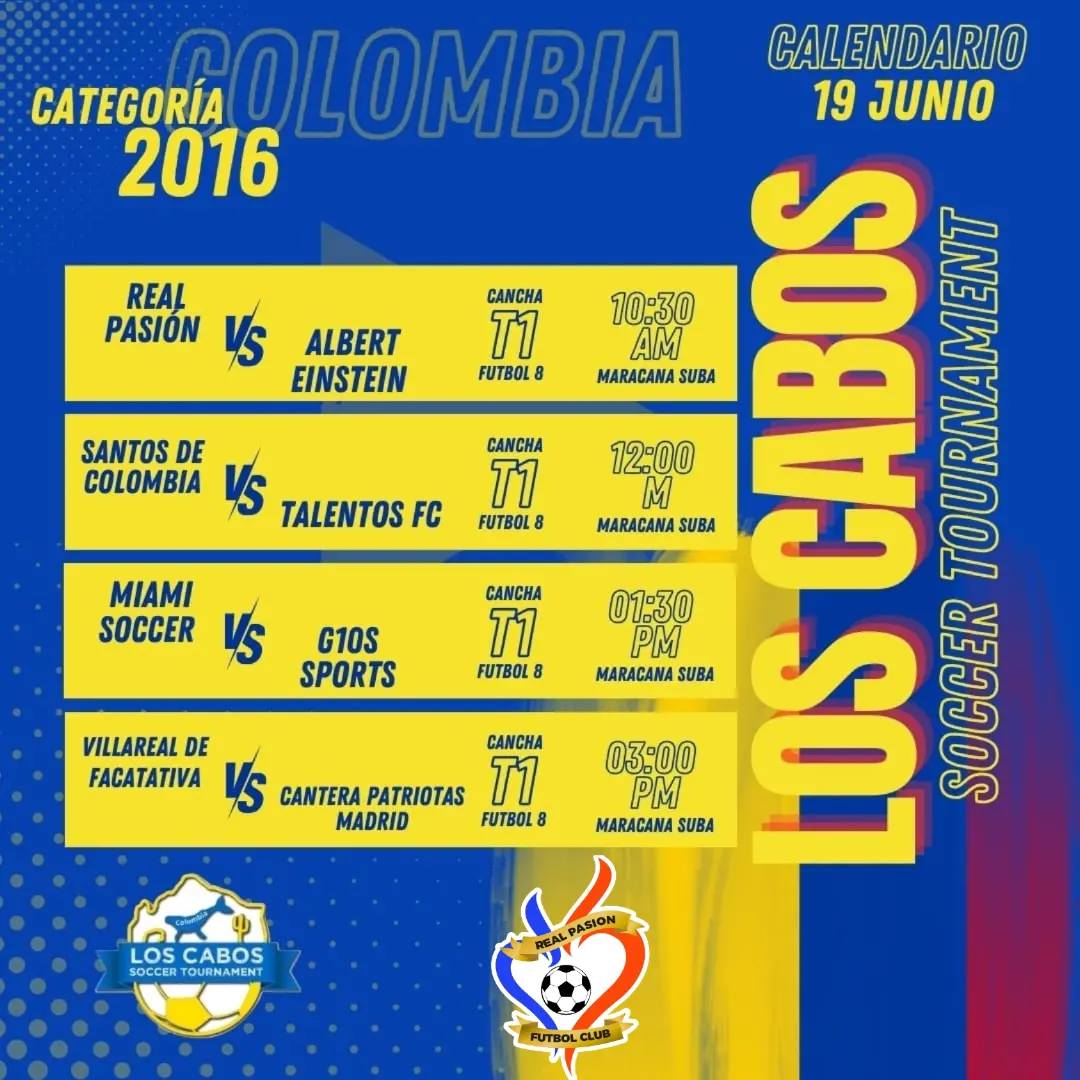 COLOMBIA
CATEGORÍA
2016
CALENDARIO
19 JUNIO
REAL
PASIÓN
VS
ALBERT
EINSTEIN
CANCHA
T1
FUTBOL 8
10:30
AM
MARACANA SUBA
SANTOS DE
COLOMBIA
VS
TALENTOS FC
CANCHA
T1
FUTBOL 8
12:00
M
MARACANA SUBA
MIAMI
SOCCER
VS
G10S
SPORTS
CANCHA
T1
FUTBOL 8
01:30
PM
MARACANA SUBA
VILLAREAL DE
FACATATIVA
VS
CANTERA PATRIOTAS
MADRID
CANCHA
T1
FUTBOL 8
03:00
PM
MARACANA SUBA
LOS CABOS
SOCCER TOURNAMENT
Colombia
LOS CABOS
SOCCER TOURNAMENT
REAL PASION
FUTBOL CLUB